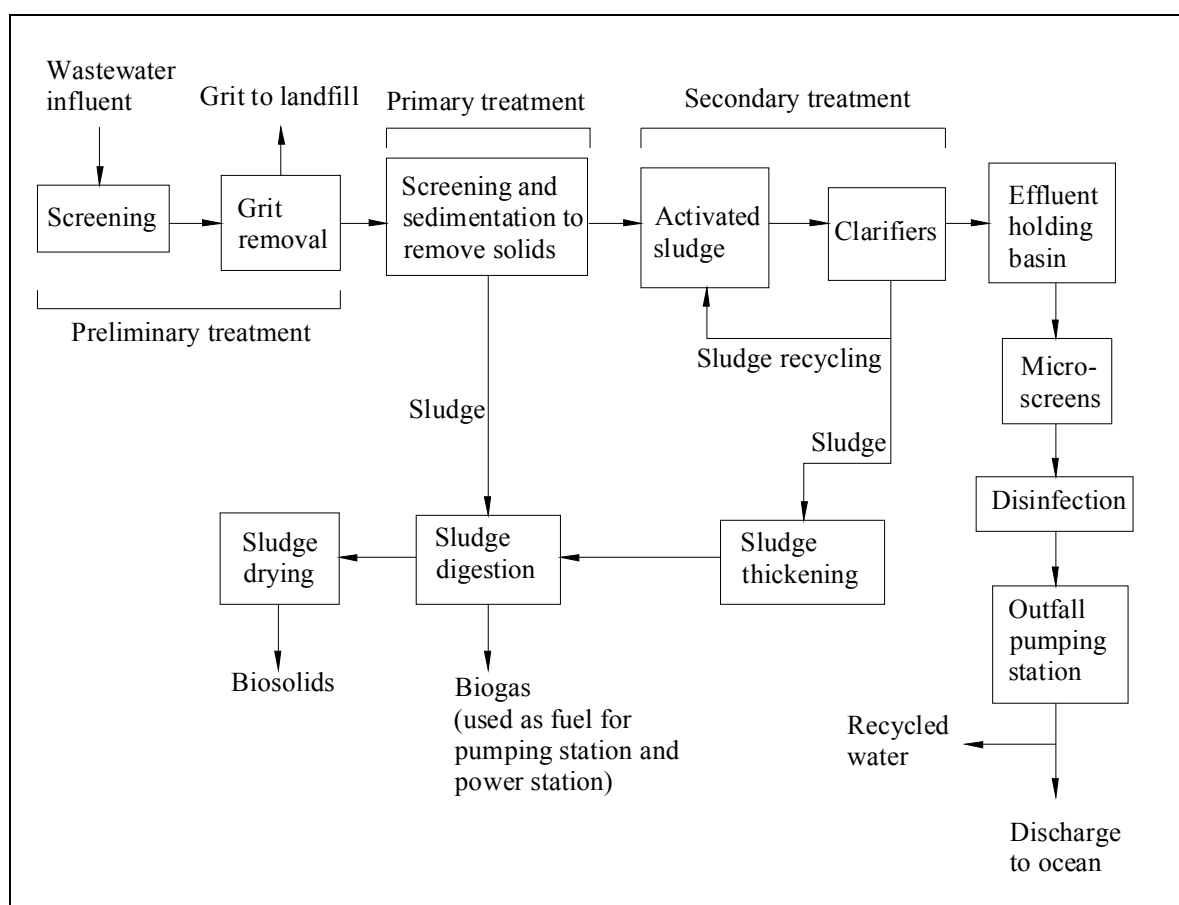 Wastewater
influent
Grit to landfill
Primary treatment
Secondary treatment
Screening
Grit
removal
Screening and
sedimentation to
remove solids
Activated
sludge
Clarifiers
Effluent
holding
basin
Preliminary treatment
Sludge recycling
Micro-
screens
Sludge
Sludge
Disinfection
Sludge
drying
Sludge
digestion
Sludge
thickening
Outfall
pumping
station
Biosolids
Biogas
(used as fuel for
pumping station and
power station)
Recycled
water
Discharge
to ocean